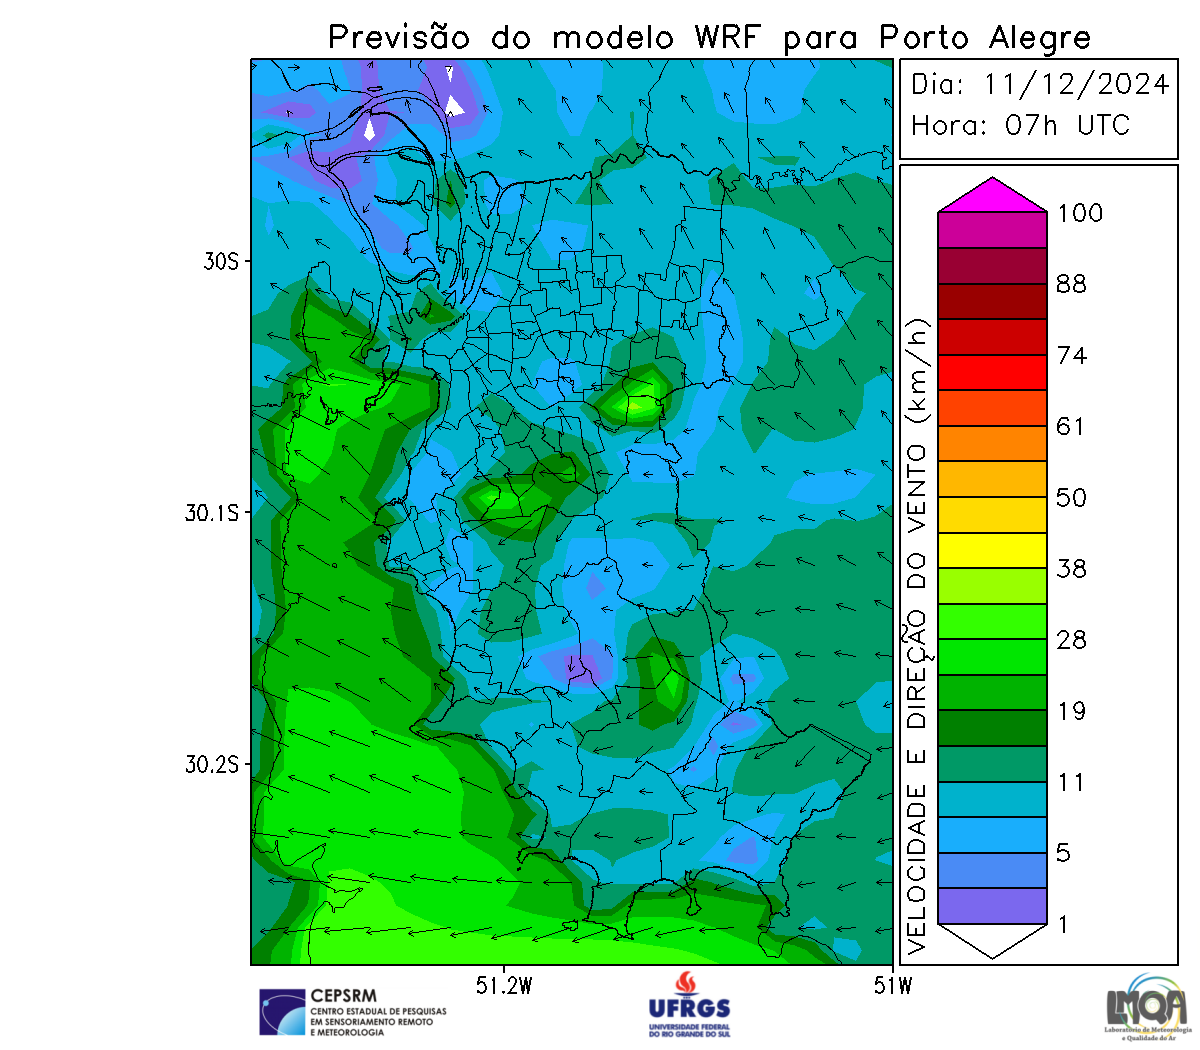 Previsão do modelo WRF para Porto Alegre
Dia: 11/12/2024
Hora: 07h UTC
30S
30.1S
30.2S
51.2W
51W
VELOCIDADE E DIREÇÃO DO VENTO (km/h)
100
88
74
61
50
38
28
19
11
5
1
CEPSRM
CENTRO ESTADUAL DE PESQUISAS
EM SENSORIAMENTO REMOTO
E METEOROLOGIA
UFRGS
UNIVERSIDADE FEDERAL
DO RIO GRANDE DO SUL
LMQA
Laboratório de Meteorologia
e Qualidade do Ar